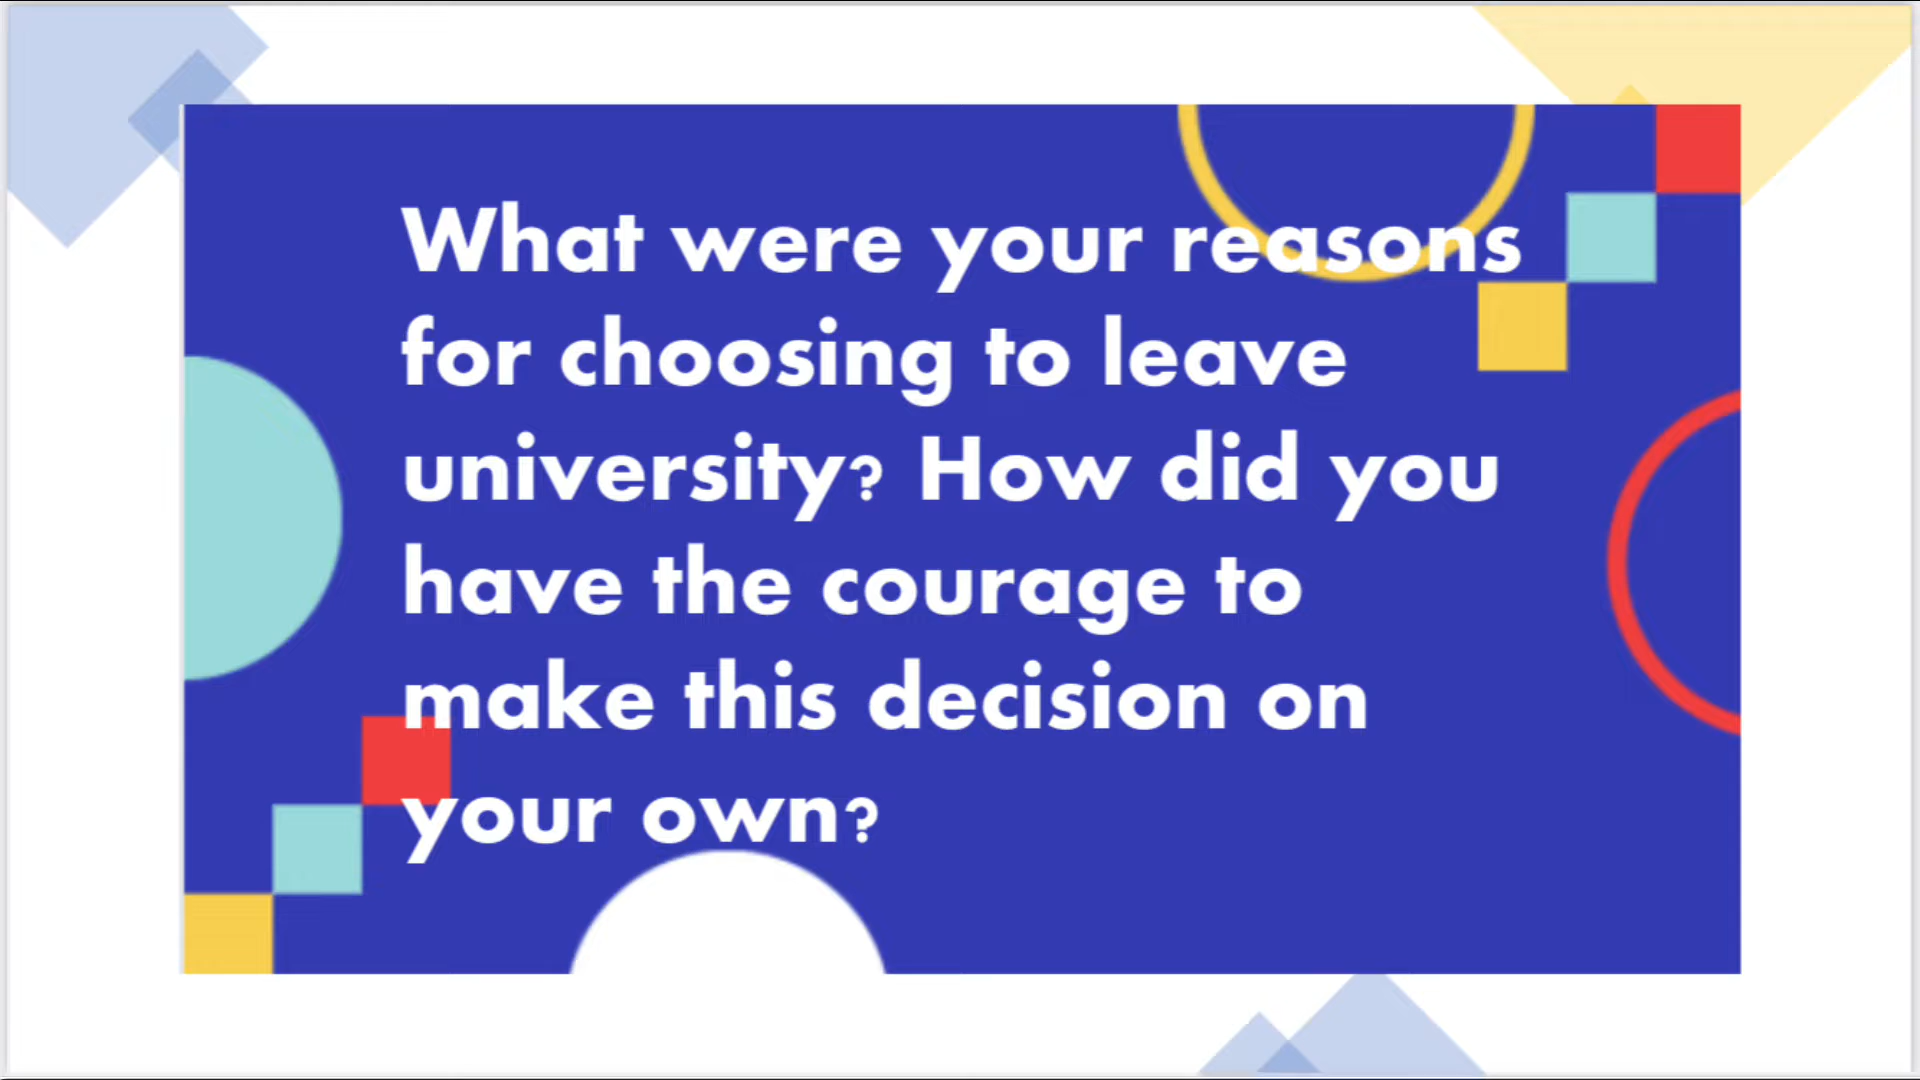 What were your reasons
for choosing to leave
university? How did you
have the courage to
make this decision on
your own?